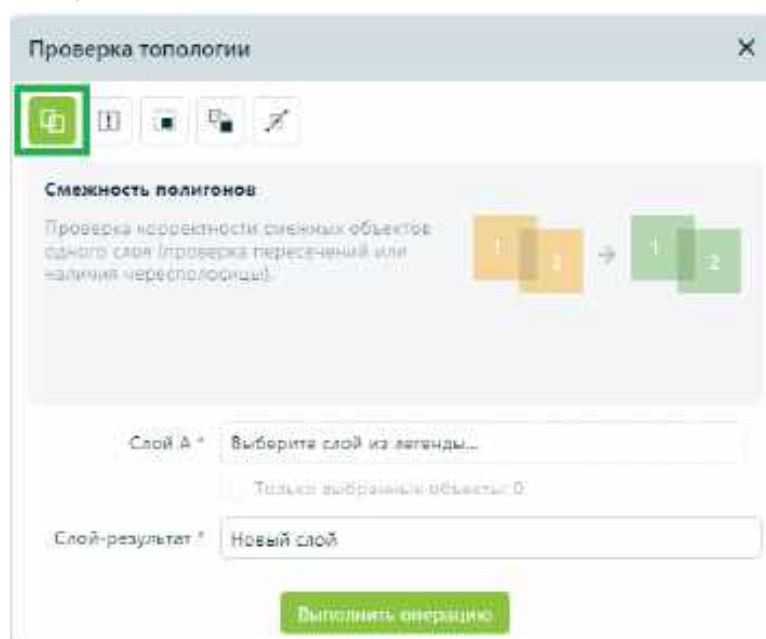 Проверка топологии
Смежность полигонов
Проверка корректности смежных объектов
одного слоя (проверка пересечений или
наличия чересполосицы).
1
2
1
2
Слой А *
Выберите слой из легенды...
Только выбранные объекты: 0
Слой-результат *
Новый слой
Выполнить операцию